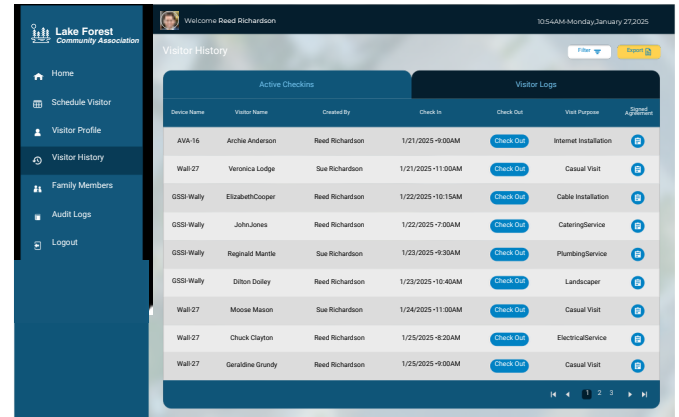 Lake Forest
Community Association
Welcome Reed Richardson
10:54AM-Monday,January 27,2025
Visitor History
Filter
Export
Home
Schedule Visitor
Visitor Profile
Visitor History
Family Members
Audit Logs
Logout
Active Checkins
Visitor Logs
Device Name Visitor Name Created By Check In Check Out Visit Purpose Signed Agreement
AVA-16 Archie Anderson Reed Richardson 1/21/2025 -9:00AM Check Out Internet Installation
Wall-27 Veronica Lodge Sue Richardson 1/21/2025 -11:00AM Check Out Casual Visit
GSSI-Wally ElizabethCooper Reed Richardson 1/22/2025 -10:15AM Check Out Cable Installation
GSSI-Wally JohnJones Reed Richardson 1/22/2025 -7:00AM Check Out CateringService
GSSI-Wally Reginald Mantle Sue Richardson 1/23/2025 -9:30AM Check Out PlumbingService
GSSI-Wally Dilton Doiley Reed Richardson 1/23/2025 -10:40AM Check Out Landscaper
Wall-27 Moose Mason Sue Richardson 1/24/2025 -11:00AM Check Out Casual Visit
Wall-27 Chuck Clayton Reed Richardson 1/25/2025 -8:20AM Check Out ElectricalService
Wall-27 Geraldine Grundy Reed Richardson 1/25/2025 -9:00AM Check Out Casual Visit
1 2 3